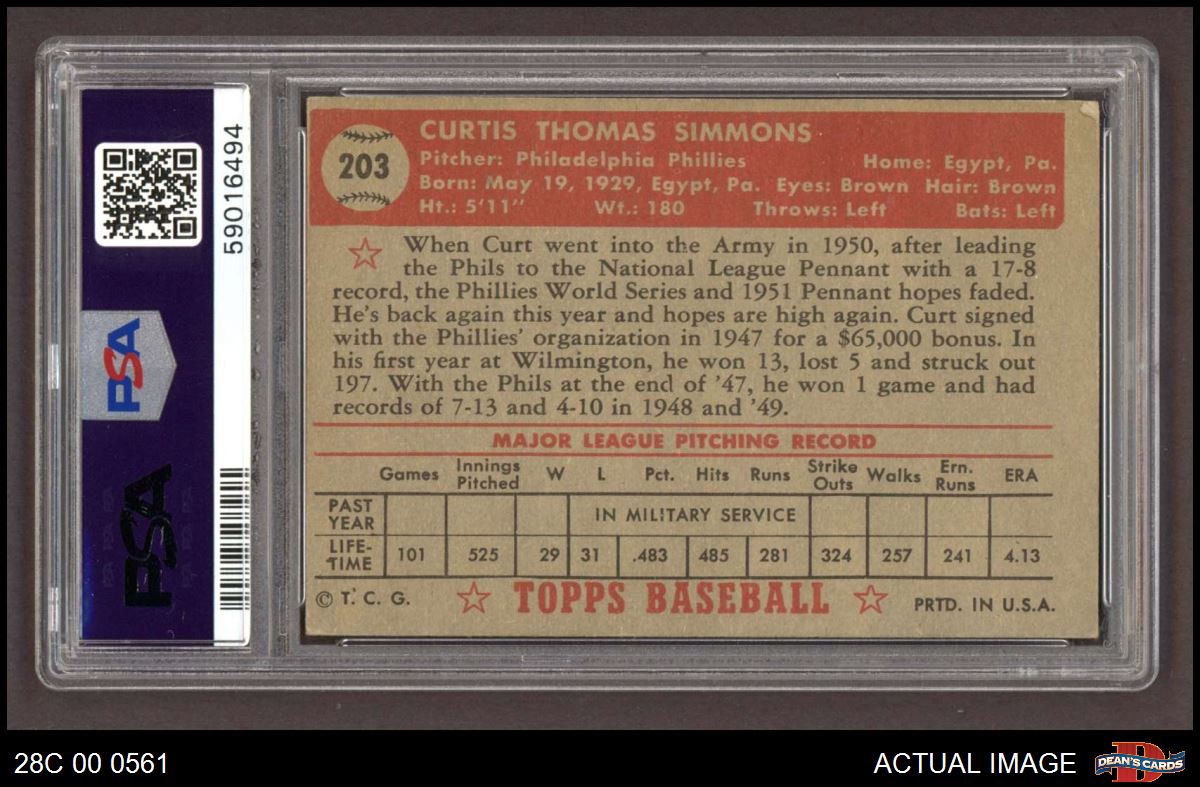 59016494
PSA
PSA
203
CURTIS THOMAS SIMMONS
Pitcher: Philadelphia Phillies Home: Egypt, Pa.
Born: May 19, 1929, Egypt, Pa. Eyes: Brown Hair: Brown
Ht.: 5'11" Wt.: 180 Throws: Left Bats: Left
When Curt went into the Army in 1950, after leading
the Phils to the National League Pennant with a 17-8
record, the Phillies World Series and 1951 Pennant hopes faded.
He's back again this year and hopes are high again. Curt signed
with the Phillies' organization in 1947 for a $65,000 bonus. In
his first year at Wilmington, he won 13, lost 5 and struck out
197. With the Phils at the end of '47, he won 1 game and had
records of 7-13 and 4-10 in 1948 and '49.
MAJOR LEAGUE PITCHING RECORD
Games Innings Pitched W L Pct. Hits Runs Strike Outs Walks Ern. Runs ERA
PAST YEAR IN MILITARY SERVICE
LIFE-TIME 101 525 29 31 .483 485 281 324 257 241 4.13
© T. C. G. TOPPS BASEBALL PRTD. IN U.S.A.
28C 00 0561 ACTUAL IMAGE DEAN'S CARDS